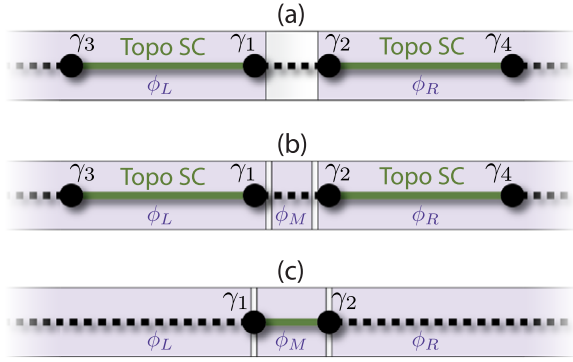 (a)
γ3 Topo SC γ1 γ2 Topo SC γ4
ϕL ϕR
(b)
γ3 Topo SC γ1 γ2 Topo SC γ4
ϕL ϕM ϕR
(c)
γ1 γ2
ϕL ϕM ϕR